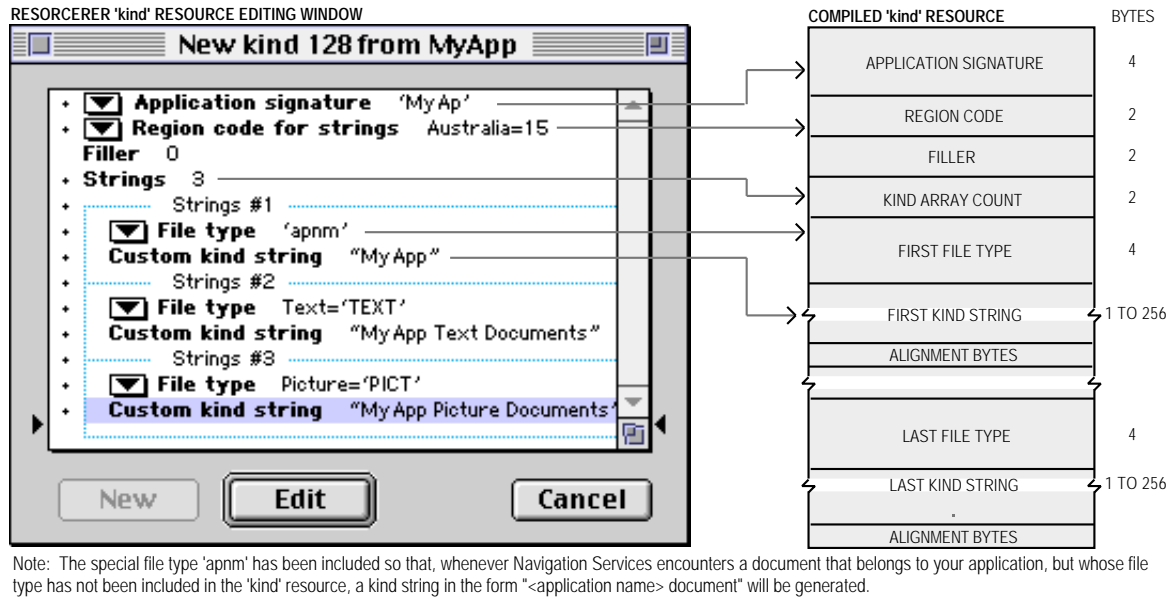 RESORCERER 'kind' RESOURCE EDITING WINDOW
New kind 128 from MyApp
Application signature 'MyAp'
Region code for strings Australia=15
Filler 0
Strings 3
Strings #1
File type 'apnm'
Custom kind string “MyApp”
Strings #2
File type Text='TEXT'
Custom kind string “MyApp Text Documents”
Strings #3
File type Picture='PICT'
Custom kind string “MyApp Picture Documents”
New
Edit
Cancel
COMPILED 'kind' RESOURCE BYTES
APPLICATION SIGNATURE 4
REGION CODE 2
FILLER 2
KIND ARRAY COUNT 2
FIRST FILE TYPE 4
FIRST KIND STRING 1 TO 256
ALIGNMENT BYTES
LAST FILE TYPE 4
LAST KIND STRING 1 TO 256
.
ALIGNMENT BYTES
Note: The special file type 'apnm' has been included so that, whenever Navigation Services encounters a document that belongs to your application, but whose file
type has not been included in the 'kind' resource, a kind string in the form "<application name> document" will be generated.